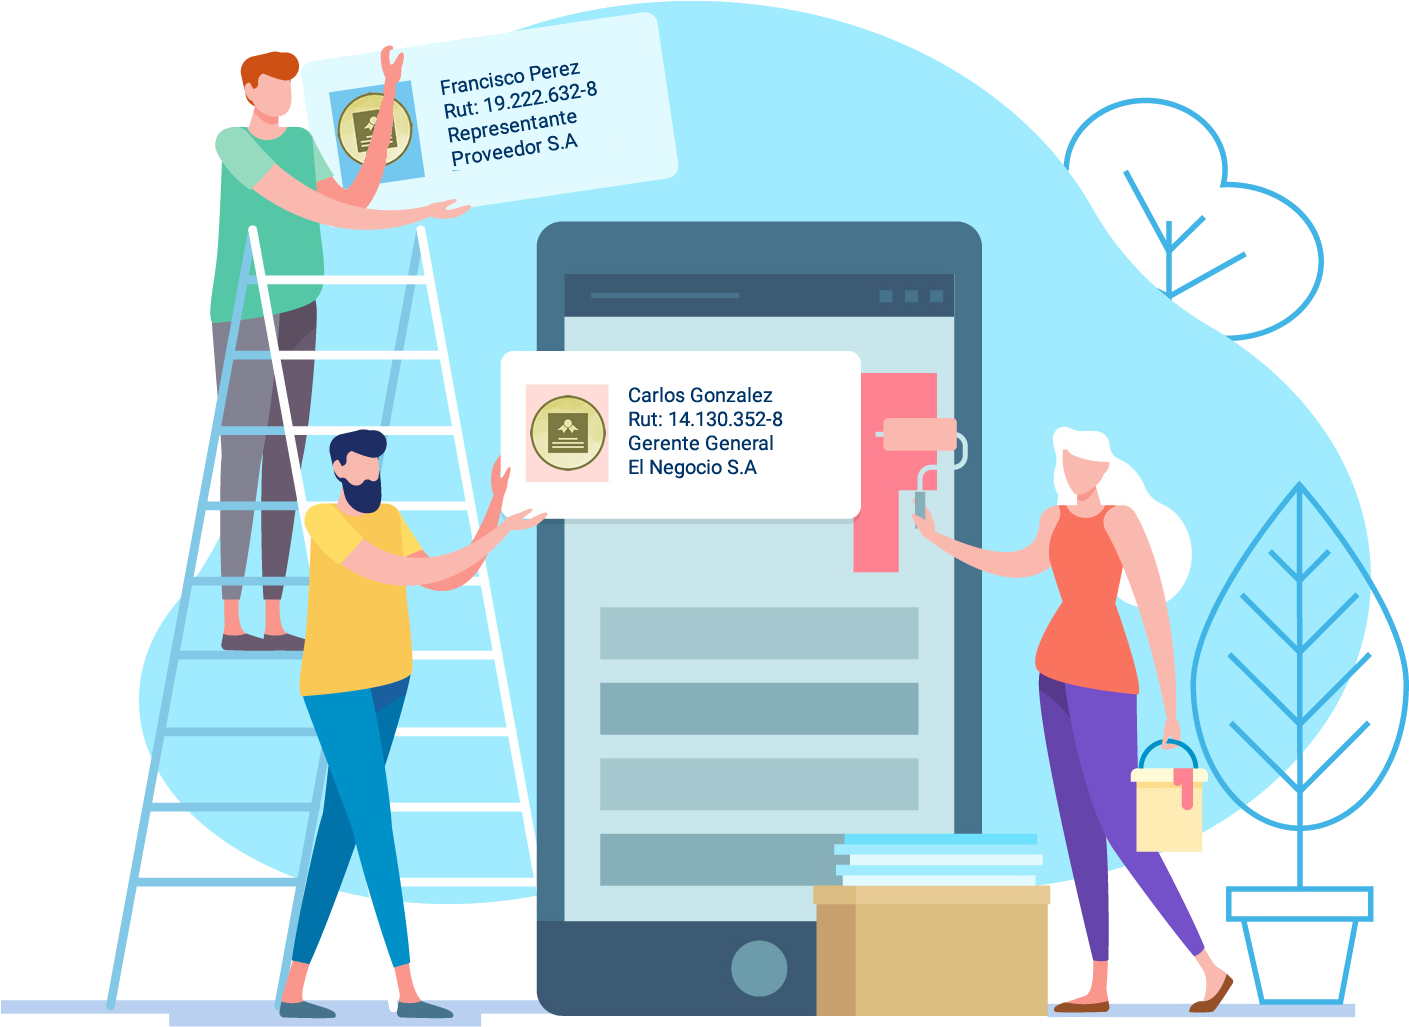 Francisco Perez
Rut: 19.222.632-8
Representante
Proveedor S.A
Carlos Gonzalez
Rut: 14.130.352-8
Gerente General
El Negocio S.A